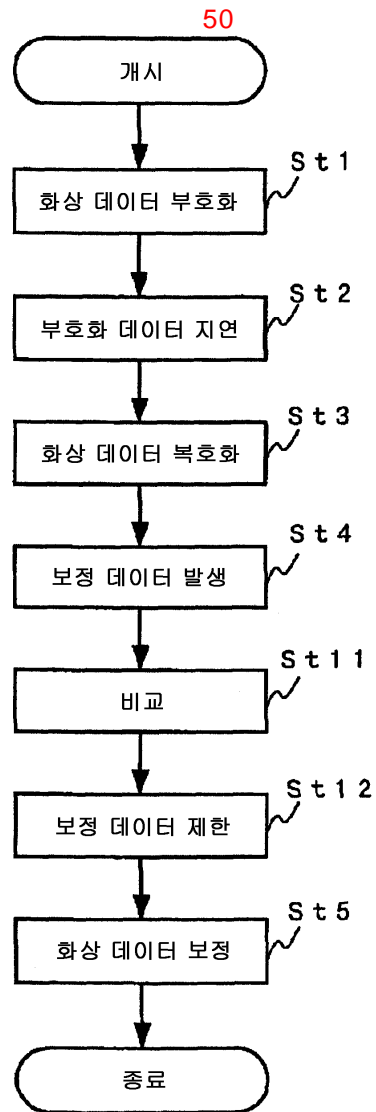 50
개시
St1
화상 데이터 부호화
St2
부호화 데이터 지연
St3
화상 데이터 복호화
St4
보정 데이터 발생
St11
비교
St12
보정 데이터 제한
St5
화상 데이터 보정
종료